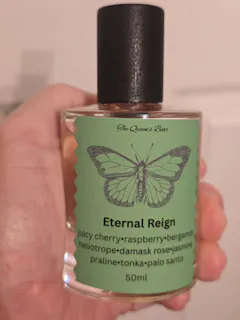 The Queen's Bees
Eternal Reign
juicy cherry•raspberry•bergamot
heliotrope•damask rose•jasmine
praline•tonka•palo santo
50ml